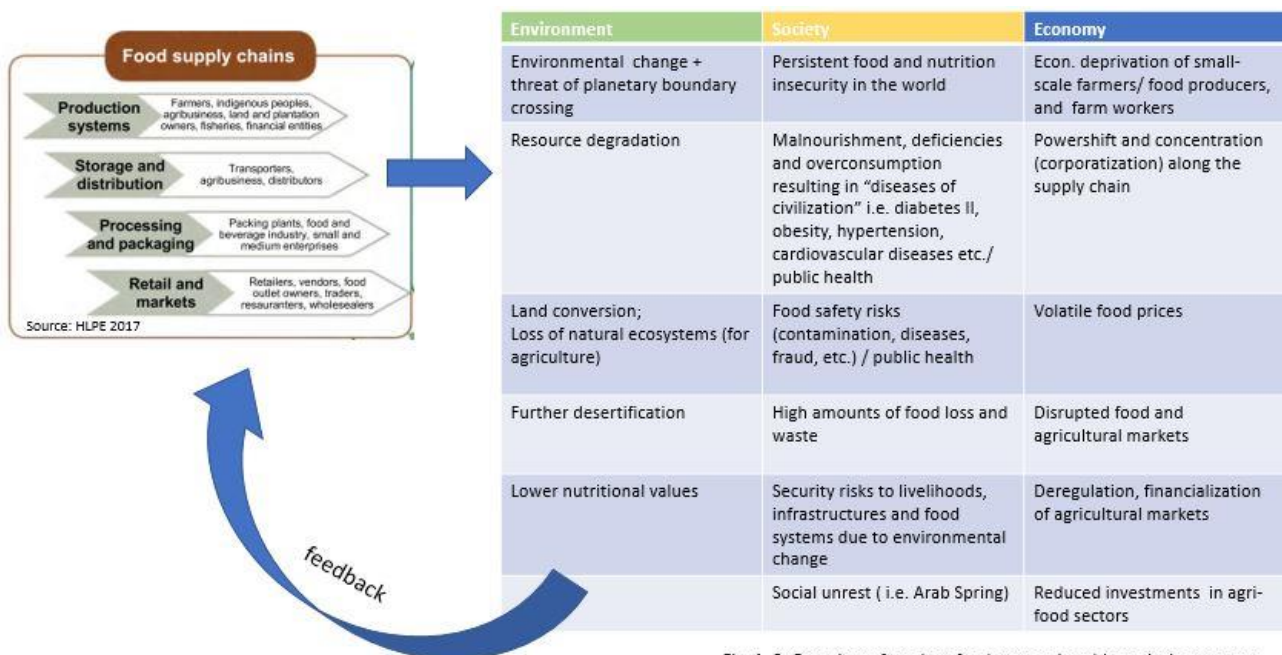 Food supply chains
Production
systems
Farmers, indigenous peoples,
agribusiness, land and plantation
owners, fisheries, financial entities
Storage and
distribution
Transporters,
agribusiness, distributors
Processing
and packaging
Packing plants, food and
beverage industry, small and
medium enterprises
Retail and
markets
Retailers, vendors, food
outlet owners, traders,
resauranters, wholesealers
Source: HLPE 2017
feedback
Environment
Society
Economy
Environmental change +
threat of planetary boundary
crossing
Persistent food and nutrition
insecurity in the world
Econ. deprivation of small-
scale farmers/ food producers,
and farm workers
Resource degradation
Malnourishment, deficiencies
and overconsumption
resulting in “diseases of
civilization” i.e. diabetes II,
obesity, hypertension,
cardiovascular diseases etc./
public health
Powershift and concentration
(corporatization) along the
supply chain
Land conversion;
Loss of natural ecosystems (for
agriculture)
Food safety risks
(contamination, diseases,
fraud, etc.) / public health
Volatile food prices
Further desertification
High amounts of food loss and
waste
Disrupted food and
agricultural markets
Lower nutritional values
Security risks to livelihoods,
infrastructures and food
systems due to environmental
change
Deregulation, financialization
of agricultural markets
Social unrest ( i.e. Arab Spring)
Reduced investments in agri-
food sectors